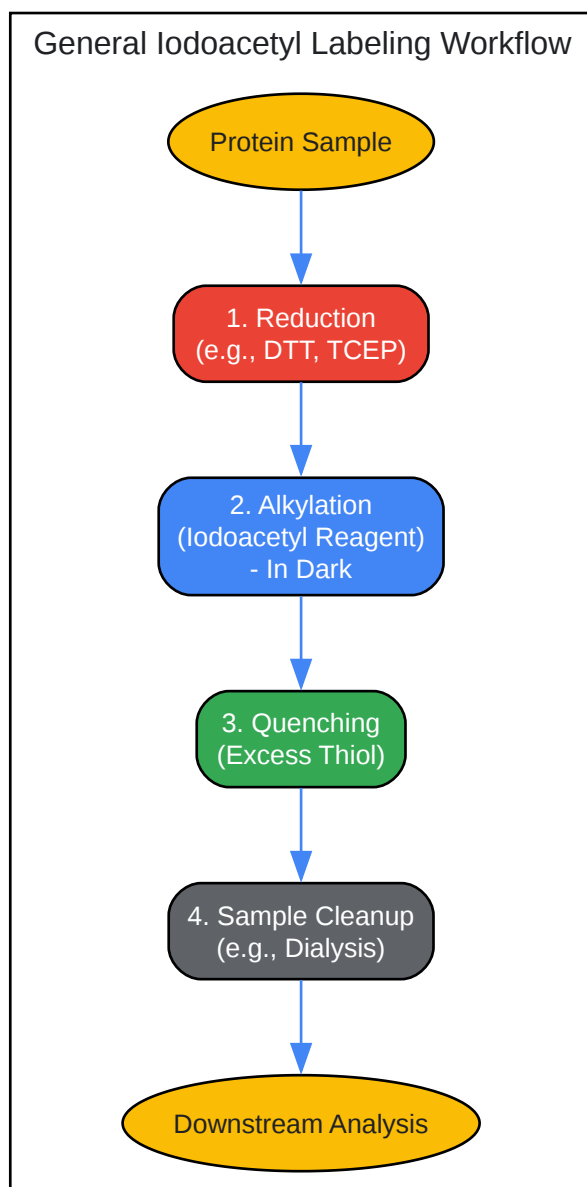 General Iodoacetyl Labeling Workflow
Protein Sample
1. Reduction
(e.g., DTT, TCEP)
2. Alkylation
(Iodoacetyl Reagent)
- In Dark
3. Quenching
(Excess Thiol)
4. Sample Cleanup
(e.g., Dialysis)
Downstream Analysis